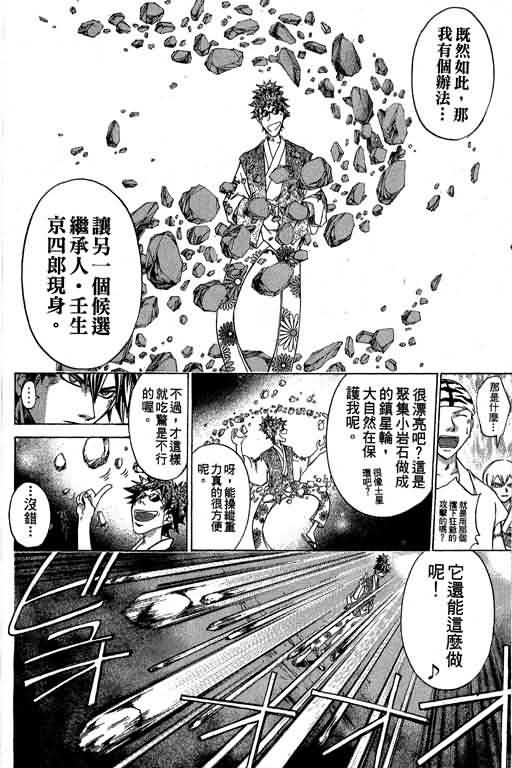 既然如此，那
我有個辦法…
讓另一個候選
繼承人・壬生
京四郎現身。
那是什麼…
就是用那個
擋下狂爺的
攻擊的嗎？
很漂亮吧？這是
聚集小岩石做成
的鎮星輪，
大自然在保
護我呢。
很像土星
環吧？
呀，能操縱重
力真的很方便
呢。
不過，才這樣
就吃驚是不行
的喔。
…
…沒錯…
它還能這麼做
呢！♪